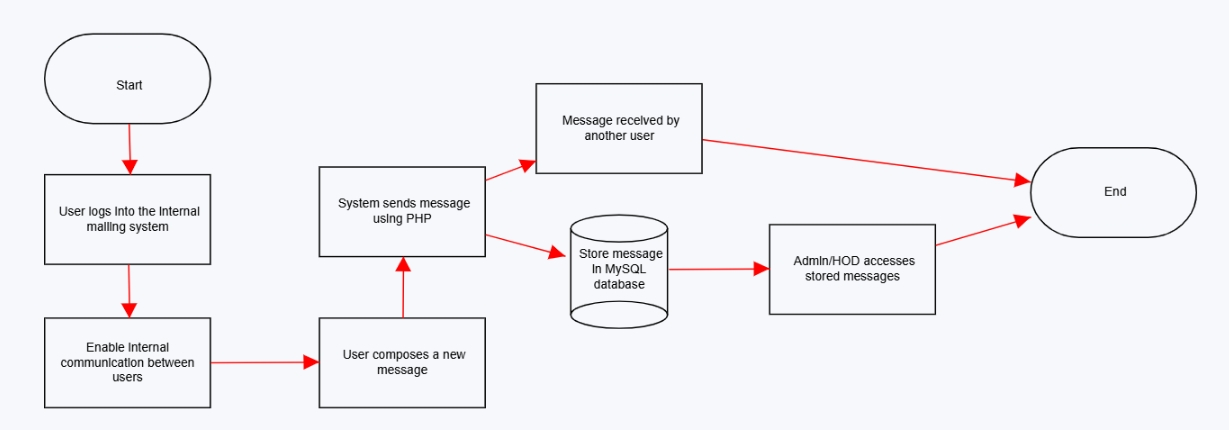 Start
User logs into the internal
mailing system
Enable internal
communication between
users
User composes a new
message
System sends message
using PHP
Message received by
another user
Store message
in MySQL
database
Admin/HOD accesses
stored messages
End